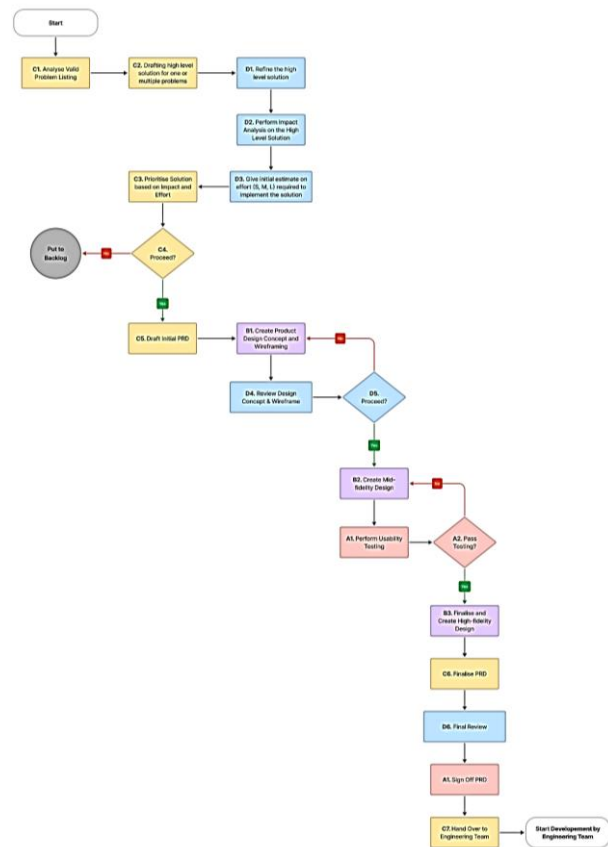 Start
C1. Analyse Valid
Problem Listing
C2. Drafting high level
solution for one or
multiple problems
D1. Refine the high
level solution
D2. Perform Impact
Analysis on the High
Level Solution
C3. Prioritise Solution
based on Impact and
Effort
D3. Give initial estimate on
effort (S, M, L) required to
implement the solution
Put to
Backlog
No
C4.
Proceed?
Yes
C5. Draft Initial PRD
B1. Create Product
Design Concept and
Wireframing
No
D4. Review Design
Concept & Wireframe
D5.
Proceed?
Yes
B2. Create Mid-
fidelity Design
No
A1. Perform Usability
Testing
A2. Pass
Testing?
Yes
B3. Finalise and
Create High-fidelity
Design
C6. Finalise PRD
D6. Final Review
A1. Sign Off PRD
C7. Hand Over to
Engineering Team
Start Developement by
Engineering Team